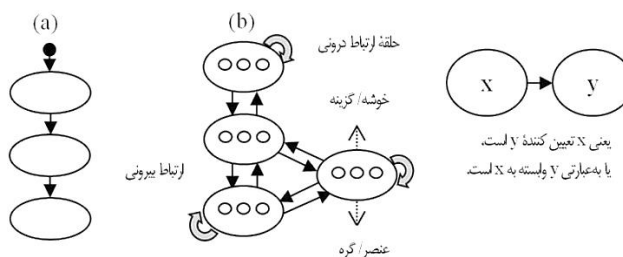 (a)
(b)
حلقهٔ ارتباط درونی
خوشه/ گزینه
ارتباط بیرونی
عنصر/ گره
x
y
یعنی x تعیین کنندهٔ y است.
یا به‌عبارتی y وابسته به x است.